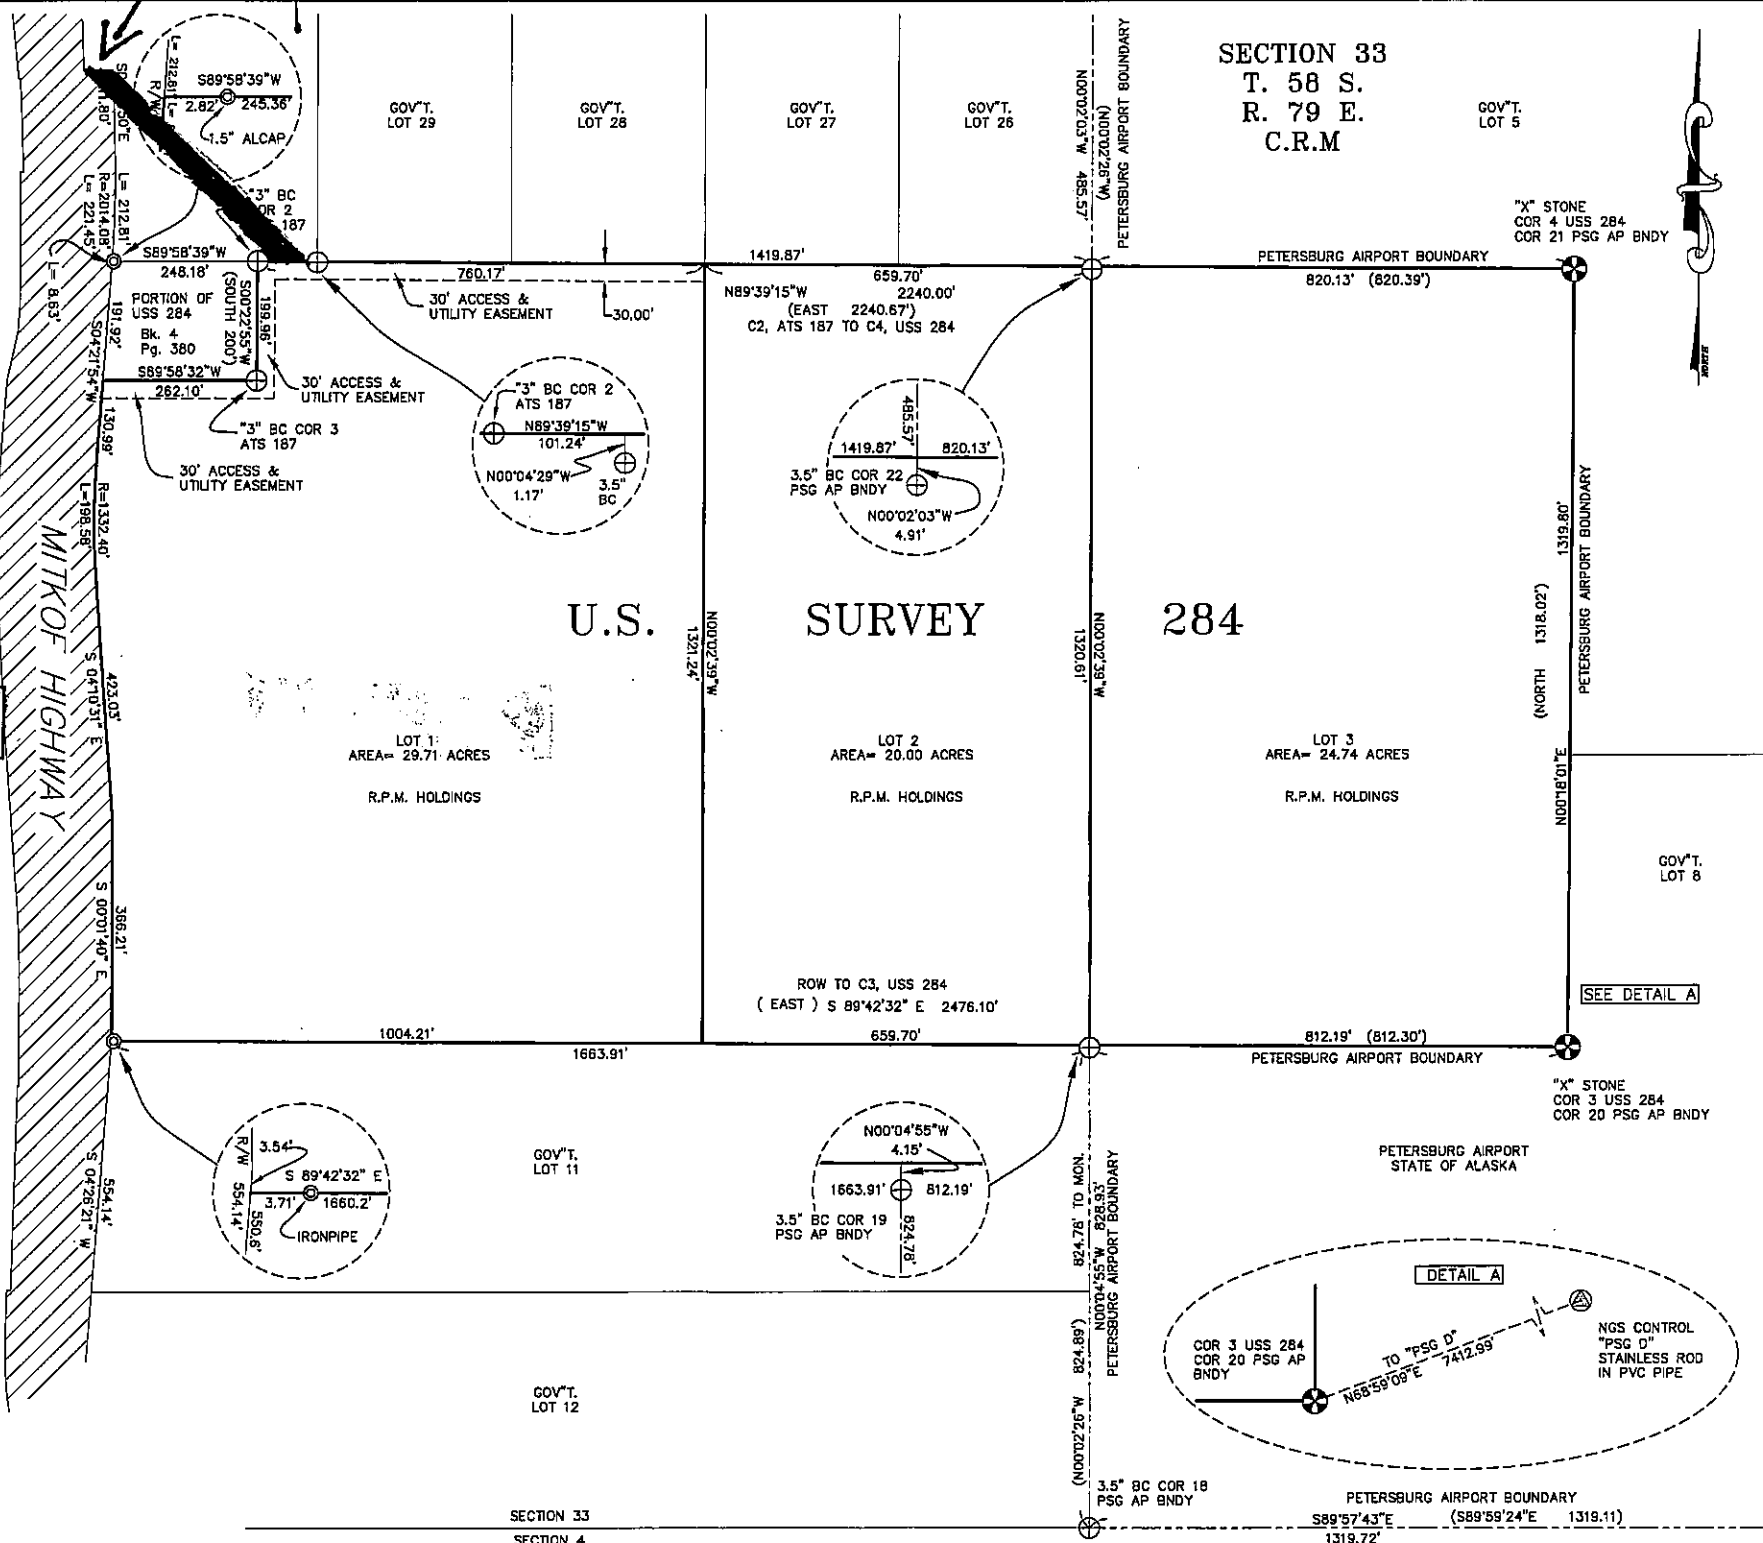 SECTION 33
T. 58 S.
R. 79 E.
C.R.M
GOV"T.
LOT 29
GOV"T.
LOT 28
GOV"T.
LOT 27
GOV"T.
LOT 26
GOV"T.
LOT 5
S89°58'39"W
2.82' 245.36'
1.5" ALCAP
R/W
L= 212.81'
R=2014.08'
L= 221.45'
L= 212.81'
L= 8.63'
"3" BC
187
N00°02'03"W 485.57'
(N00°02'26"W)
PETERSBURG AIRPORT BOUNDARY
"X" STONE
COR 4 USS 284
COR 21 PSG AP BNDY
S89°58'39"W
248.18'
760.17'
1419.87'
659.70'
PETERSBURG AIRPORT BOUNDARY
820.13' (820.39')
N89°39'15"W 2240.00'
(EAST 2240.67')
C2, ATS 187 TO C4, USS 284
30' ACCESS &
UTILITY EASEMENT
30.00'
PORTION OF
USS 284
Bk. 4
Pg. 380
S00°22'55"W
(SOUTH 200')
199.96'
191.92'
S04°21'54"W
S89°58'32"W
262.10'
30' ACCESS &
UTILITY EASEMENT
"3" BC COR 3
ATS 187
30' ACCESS &
UTILITY EASEMENT
130.99'
R=1332.40'
L=198.58'
"3" BC COR 2
ATS 187
N89°39'15"W
101.24'
N00°04'29"W
1.17'
3.5"
BC
485.57'
1419.87' 820.13'
3.5" BC COR 22
PSG AP BNDY
N00°02'03"W
4.91'
1319.80'
PETERSBURG AIRPORT BOUNDARY
(NORTH 1318.02')
N00°18'01"E
MITKOF HIGHWAY
U.S. SURVEY 284
423.03'
S 04°10'31" E
N00°02'39"W
1321.24'
N00°02'39"W
1320.61'
LOT 1
AREA= 29.71 ACRES
R.P.M. HOLDINGS
LOT 2
AREA= 20.00 ACRES
R.P.M. HOLDINGS
LOT 3
AREA= 24.74 ACRES
R.P.M. HOLDINGS
GOV"T.
LOT 8
366.21'
S 00°01'40" E
ROW TO C3, USS 284
( EAST ) S 89°42'32" E 2476.10'
SEE DETAIL A
1004.21'
1663.91'
659.70'
812.19' (812.30')
PETERSBURG AIRPORT BOUNDARY
"X" STONE
COR 3 USS 284
COR 20 PSG AP BNDY
554.14'
S 04°26'21" W
R/W
3.54'
S 89°42'32" E
3.71' 1660.2'
554.14'
550.6'
IRONPIPE
GOV"T.
LOT 11
N00°04'55"W
4.15'
1663.91' 812.19'
3.5" BC COR 19
PSG AP BNDY
824.78'
824.78' TO MON.
N00°04'55"W 828.93'
PETERSBURG AIRPORT BOUNDARY
(N00°02'26"W 824.89')
PETERSBURG AIRPORT
STATE OF ALASKA
DETAIL A
COR 3 USS 284
COR 20 PSG AP
BNDY
TO "PSG D"
N68°59'09"E 7412.99'
NGS CONTROL
"PSG D"
STAINLESS ROD
IN PVC PIPE
GOV"T.
LOT 12
3.5" BC COR 18
PSG AP BNDY
PETERSBURG AIRPORT BOUNDARY
S89°57'43"E (S89°59'24"E 1319.11)
1319.72'
SECTION 33
SECTION 4